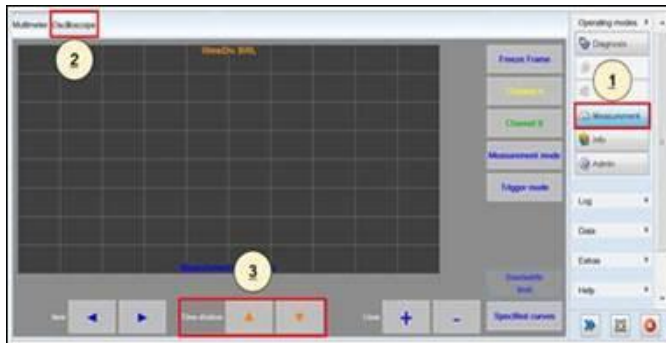 Multimeter Oscilloscope
Operating modes
2
Freeze Frame
Diagnosis
1
Channel A
Measurement
Channel B
Info
Measurement mode
Admin
Trigger mode
Log
Data
3
Extras
Time division
+
-
Specified curves
Help